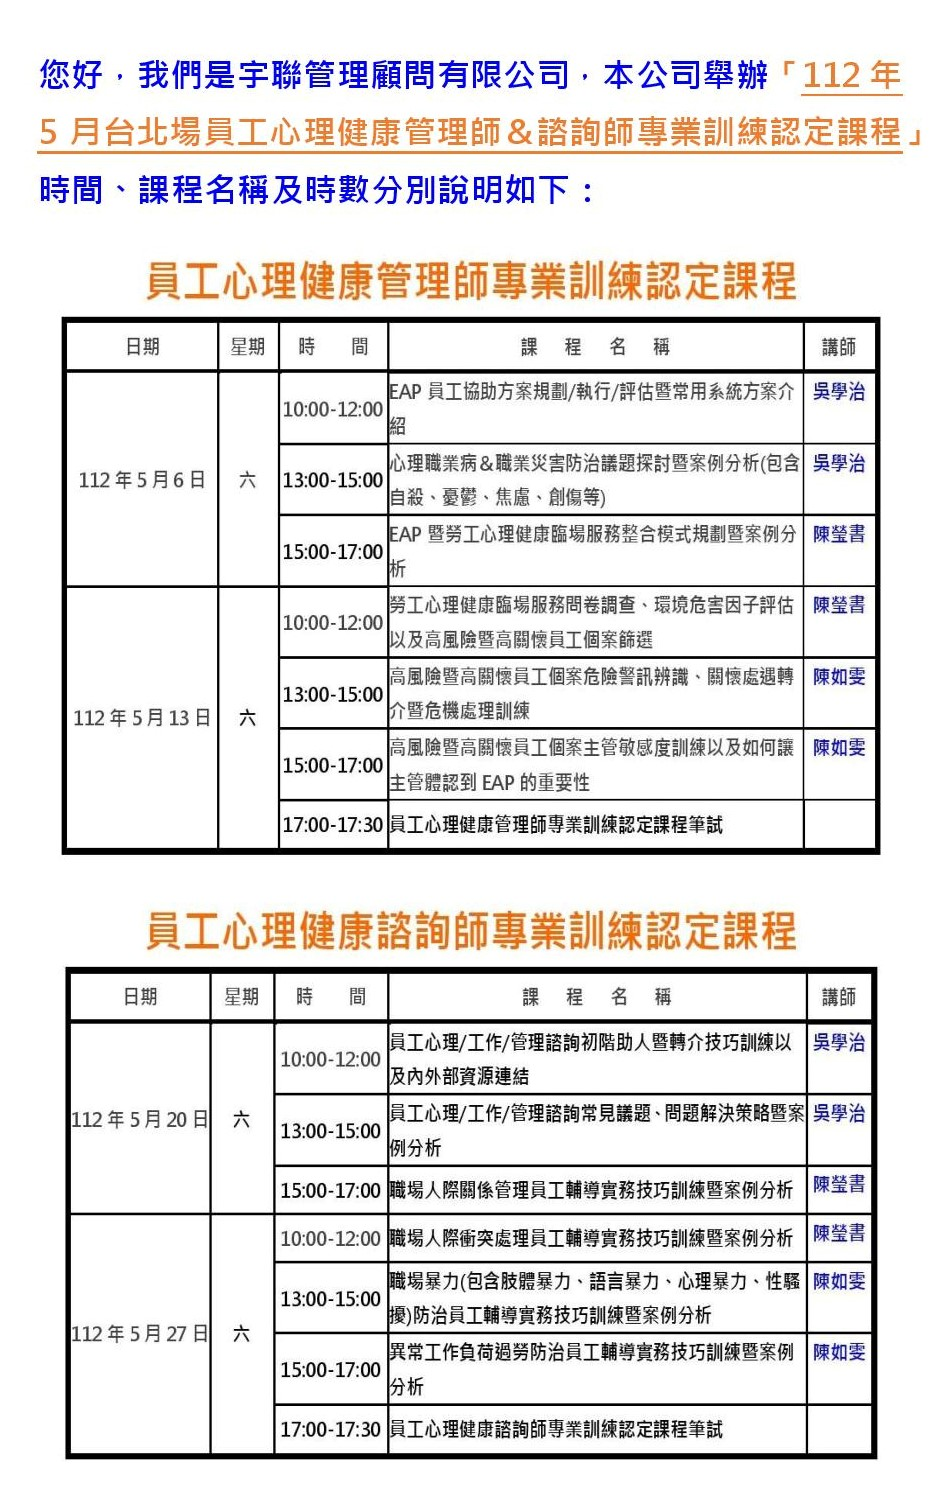 您好，我們是宇聯管理顧問有限公司，本公司舉辦「112 年
5 月台北場員工心理健康管理師＆諮詢師專業訓練認定課程」
時間、課程名稱及時數分別說明如下：
員工心理健康管理師專業訓練認定課程
日期 星期 時 間 課 程 名 稱 講師
112 年 5 月 6 日 六
10:00-12:00 EAP 員工協助方案規劃/執行/評估暨常用系統方案介 吳學治
紹
13:00-15:00 心理職業病＆職業災害防治議題探討暨案例分析(包含 吳學治
自殺、憂鬱、焦慮、創傷等)
15:00-17:00 EAP 暨勞工心理健康臨場服務整合模式規劃暨案例分 陳瑩書
析
112 年 5 月 13 日 六
10:00-12:00 勞工心理健康臨場服務問卷調查、環境危害因子評估 陳瑩書
以及高風險暨高關懷員工個案篩選
13:00-15:00 高風險暨高關懷員工個案危險警訊辨識、關懷處遇轉 陳如雯
介暨危機處理訓練
15:00-17:00 高風險暨高關懷員工個案主管敏感度訓練以及如何讓 陳如雯
主管體認到 EAP 的重要性
17:00-17:30 員工心理健康管理師專業訓練認定課程筆試
員工心理健康諮詢師專業訓練認定課程
日期 星期 時 間 課 程 名 稱 講師
112 年 5 月 20 日 六
10:00-12:00 員工心理/工作/管理諮詢初階助人暨轉介技巧訓練以 吳學治
及內外部資源連結
13:00-15:00 員工心理/工作/管理諮詢常見議題、問題解決策略暨案 吳學治
例分析
15:00-17:00 職場人際關係管理員工輔導實務技巧訓練暨案例分析 陳瑩書
112 年 5 月 27 日 六
10:00-12:00 職場人際衝突處理員工輔導實務技巧訓練暨案例分析 陳瑩書
13:00-15:00 職場暴力(包含肢體暴力、語言暴力、心理暴力、性騷 陳如雯
擾)防治員工輔導實務技巧訓練暨案例分析
15:00-17:00 異常工作負荷過勞防治員工輔導實務技巧訓練暨案例 陳如雯
分析
17:00-17:30 員工心理健康諮詢師專業訓練認定課程筆試